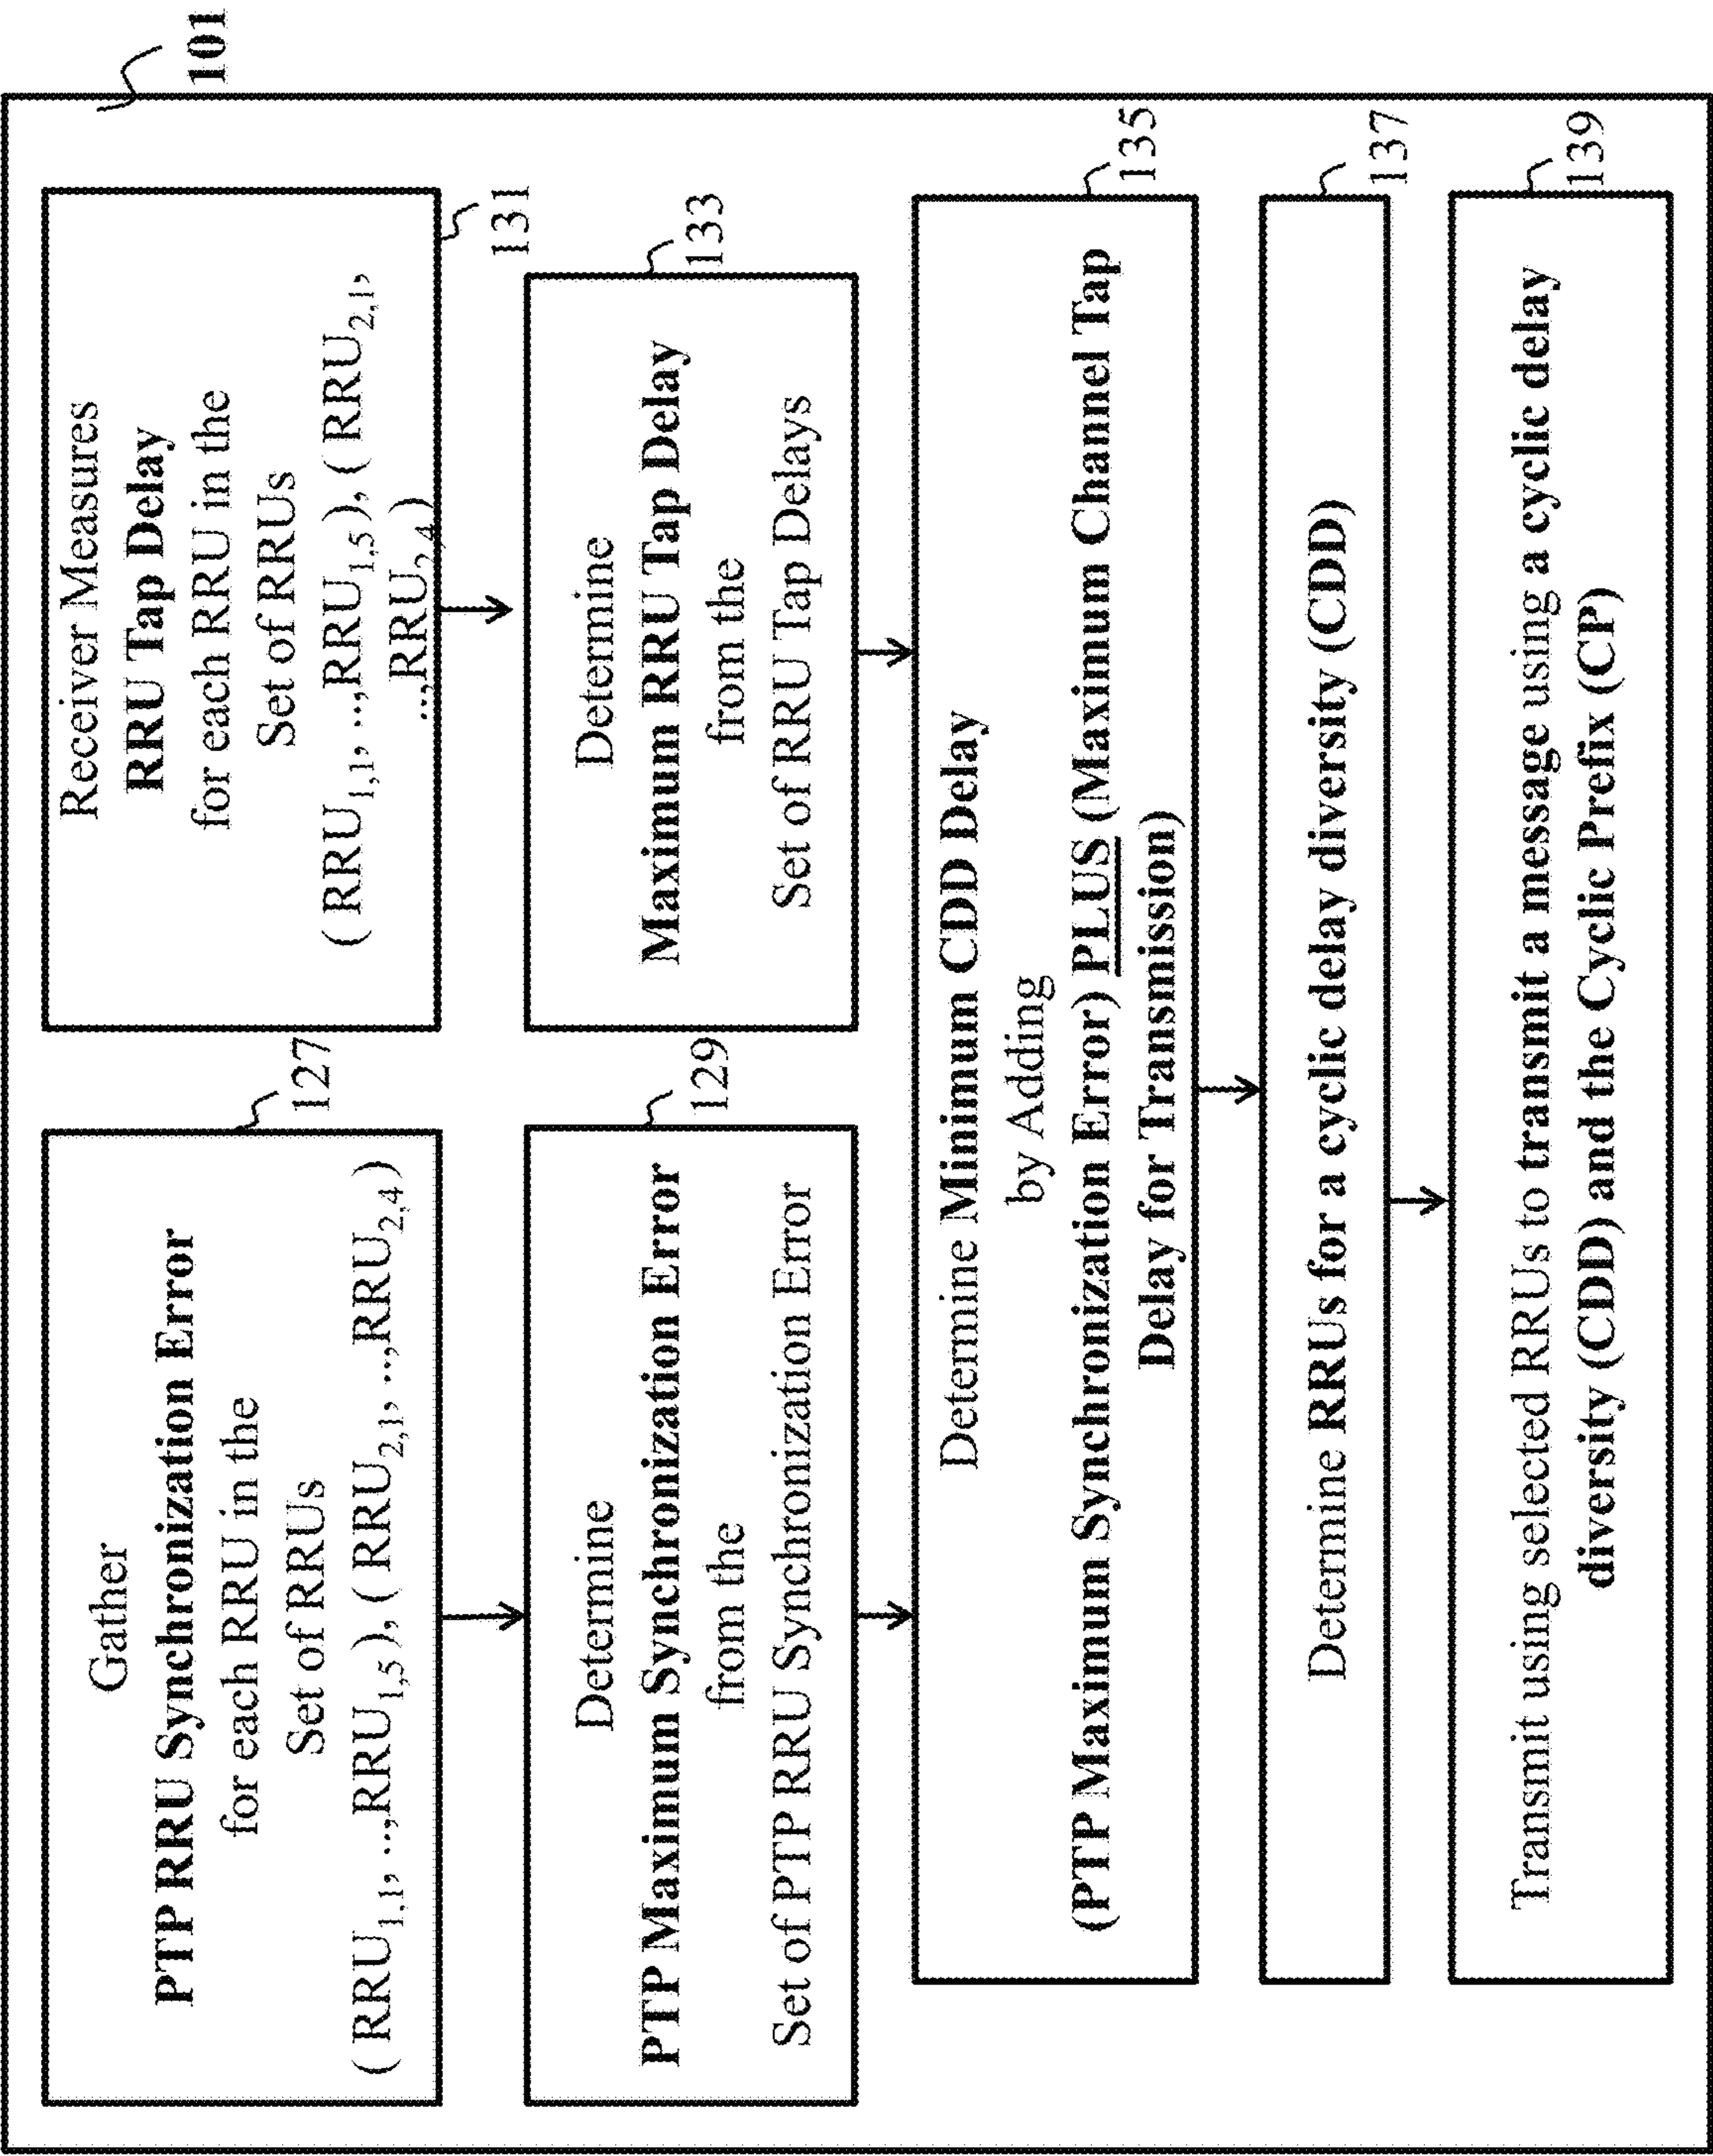 101
Gather
PTP RRU Synchronization Error
for each RRU in the
Set of RRUs
( RRU1,1, ..,RRU1,5 ), ( RRU2,1, ..,RRU2,4 )
127
Receiver Measures
RRU Tap Delay
for each RRU in the
Set of RRUs
( RRU1,1, ..,RRU1,5 ), ( RRU2,1,
...,RRU2,4 )
131
Determine
PTP Maximum Synchronization Error
from the
Set of PTP RRU Synchronization Error
129
Determine
Maximum RRU Tap Delay
from the
Set of RRU Tap Delays
133
Determine Minimum CDD Delay
by Adding
(PTP Maximum Synchronization Error) PLUS (Maximum Channel Tap
Delay for Transmission)
135
Determine RRUs for a cyclic delay diversity (CDD)
137
Transmit using selected RRUs to transmit a message using a cyclic delay
diversity (CDD) and the Cyclic Prefix (CP)
139